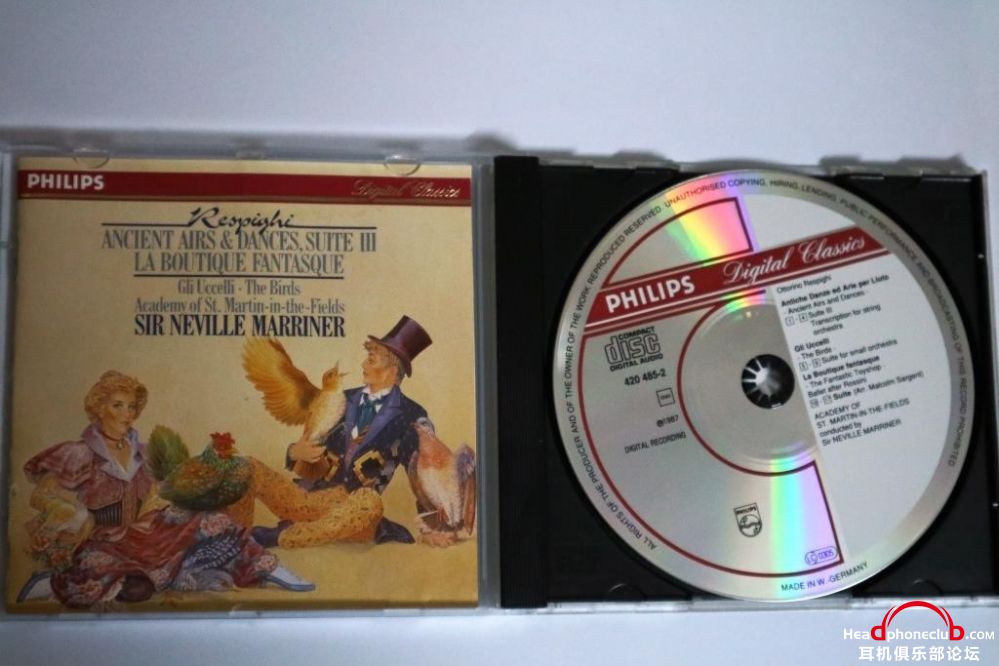 PHILIPS
Digital Classics
Respighi
ANCIENT AIRS & DANCES, SUITE III
LA BOUTIQUE FANTASQUE
Gli Uccelli · The Birds
Academy of St. Martin-in-the-Fields
SIR NEVILLE MARRINER
ALL RIGHTS OF THE PRODUCER AND OF THE OWNER OF THE WORK REPRODUCED RESERVED. UNAUTHORISED COPYING, HIRING, LENDING, PUBLIC PERFORMANCE AND BROADCASTING OF THIS RECORD PROHIBITED
PHILIPS
Digital Classics
COMPACT
disc
DIGITAL AUDIO
420 485-2
℗1987
DIGITAL RECORDING
Ottorino Respighi
Antiche Danze ed Arie per Liuto
- Ancient Airs and Dances
1 - 4 Suite III
Transcription for string
orchestra
Gli Uccelli
- The Birds -
Suite for small orchestra
La Boutique fantasque
- The Fantastic Toyshop -
Ballet after Rossini
Suite (Arr. Malcolm Sargent)
ACADEMY OF
ST. MARTIN-IN-THE-FIELDS
conducted by
Sir NEVILLE MARRINER
PHILIPS
MADE IN W.-GERMANY
Headphoneclub.com
耳机俱乐部论坛